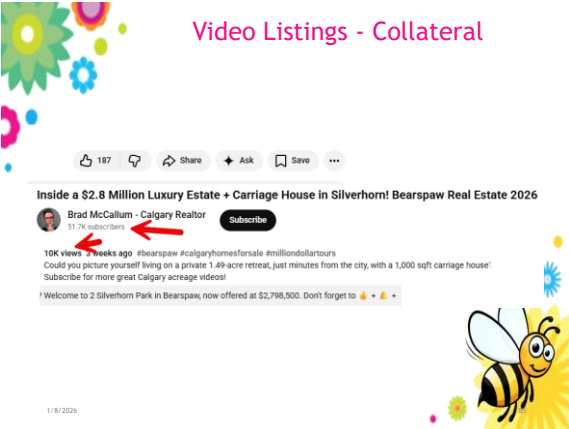 Video Listings - Collateral
187 Share Ask Save
Inside a $2.8 Million Luxury Estate + Carriage House in Silverhorn! Bearspaw Real Estate 2026
Brad McCallum - Calgary Realtor
51.7K subscribers
Subscribe
10K views 3 weeks ago #bearspaw #calgaryhomesforsale #milliondollartours
Could you picture yourself living on a private 1.49-acre retreat, just minutes from the city, with a 1,000 sqft carriage house?
Subscribe for more great Calgary acreage videos!
Welcome to 2 Silverhorn Park in Bearspaw, now offered at $2,798,500. Don't forget to 👍 + 🔔 +
1/8/2026